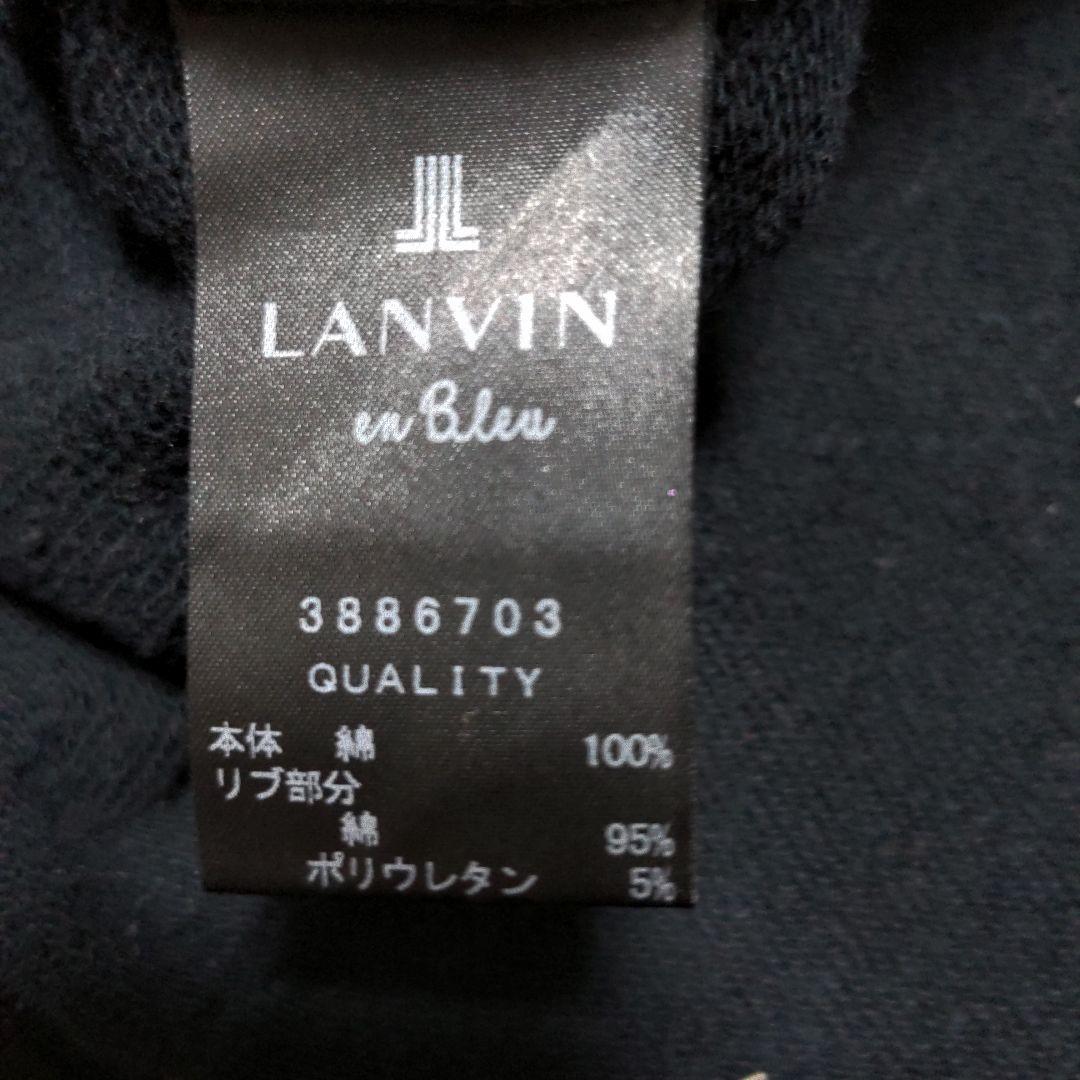 LANVIN
en Bleu
3886703
QUALITY
本体 綿 100%
リブ部分
綿 95%
ポリウレタン 5%